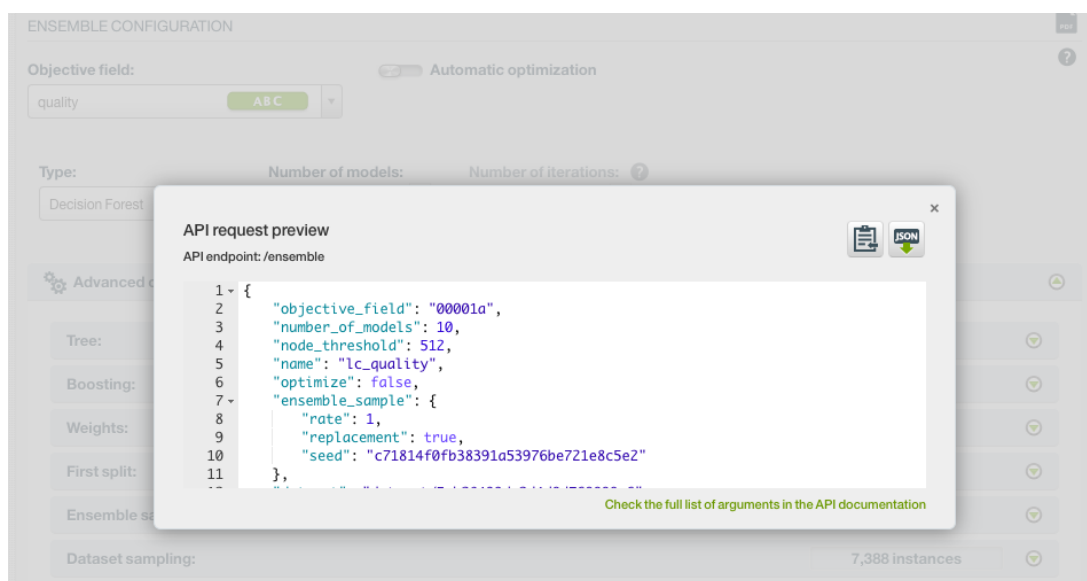 ENSEMBLE CONFIGURATION
PDF
Objective field:
Automatic optimization
quality
ABC
Type:
Number of models:
Number of iterations:
Decision Forest
API request preview
API endpoint: /ensemble
JSON
1 {
2 "objective_field": "00001a",
3 "number_of_models": 10,
4 "node_threshold": 512,
5 "name": "lc_quality",
6 "optimize": false,
7 "ensemble_sample": {
8 "rate": 1,
9 "replacement": true,
10 "seed": "c71814f0fb38391a53976be721e8c5e2"
11 },
Check the full list of arguments in the API documentation
Advanced
Tree:
Boosting:
Weights:
First split:
Ensemble
Dataset sampling:
7,388 instances